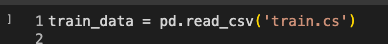 ] 1 train_data = pd.read_csv('train.cs')
2